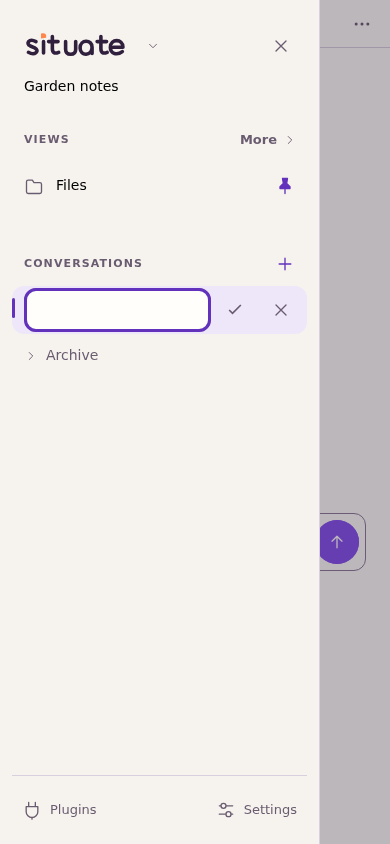 situate
Garden notes
VIEWS
More
Files
CONVERSATIONS
Archive
Plugins
Settings